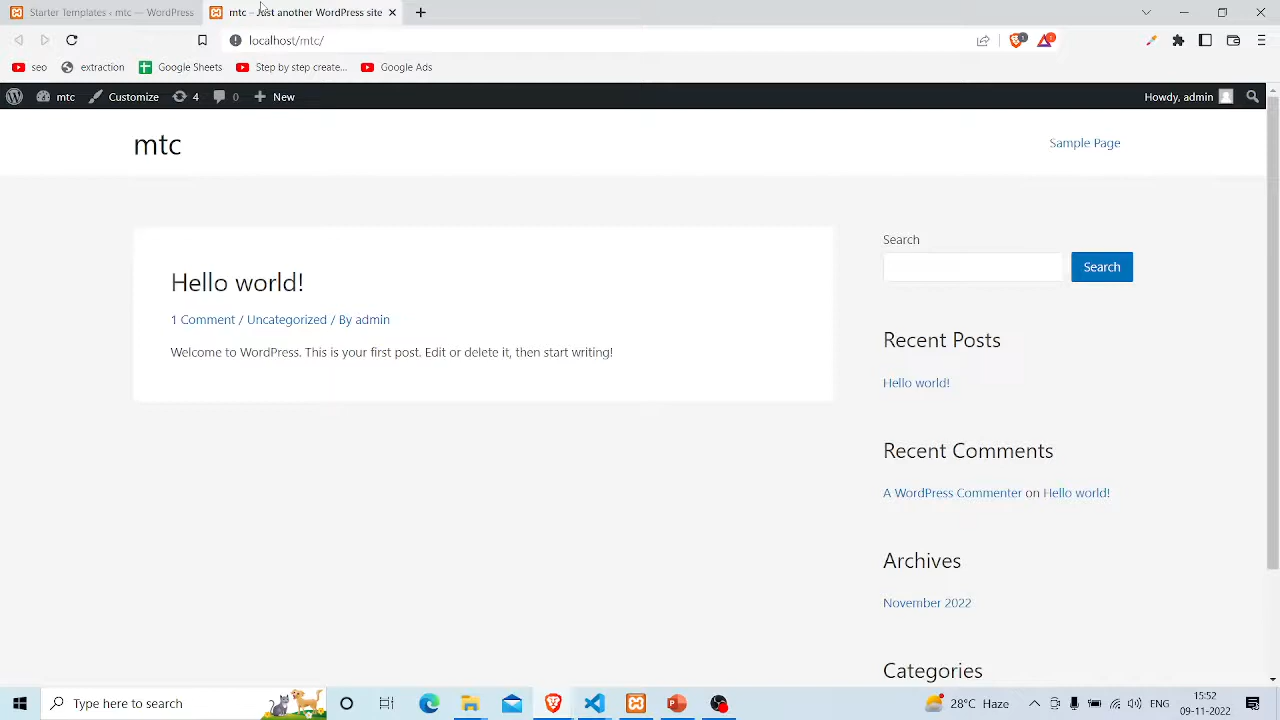 Starter Templates ‹ mtc — WordPress
mtc – Just another WordPress site
localhost/mtc/
1
1
seo
extraction
Google Sheets
Step by step create...
Google Ads
mtc
Customize
4
0
New
Howdy, admin
mtc
Sample Page
Hello world!
1 Comment / Uncategorized / By admin
Welcome to WordPress. This is your first post. Edit or delete it, then start writing!
Search
Search
Recent Posts
Hello world!
Recent Comments
A WordPress Commenter on Hello world!
Archives
November 2022
Categories
Type here to search
28°C Haze
ENG
15:52
09-11-2022